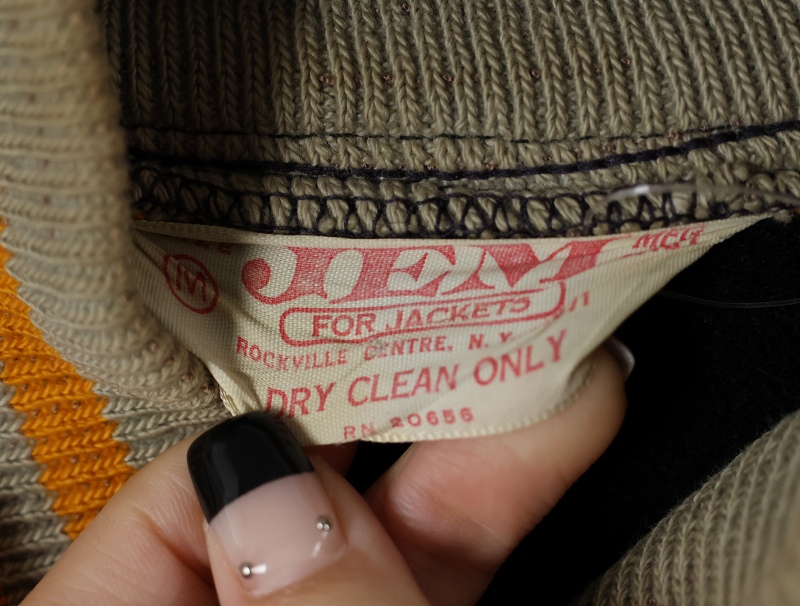 M
JEM
FOR JACKETS
ROCKVILLE CENTRE, N. Y.
DRY CLEAN ONLY
RN 20656